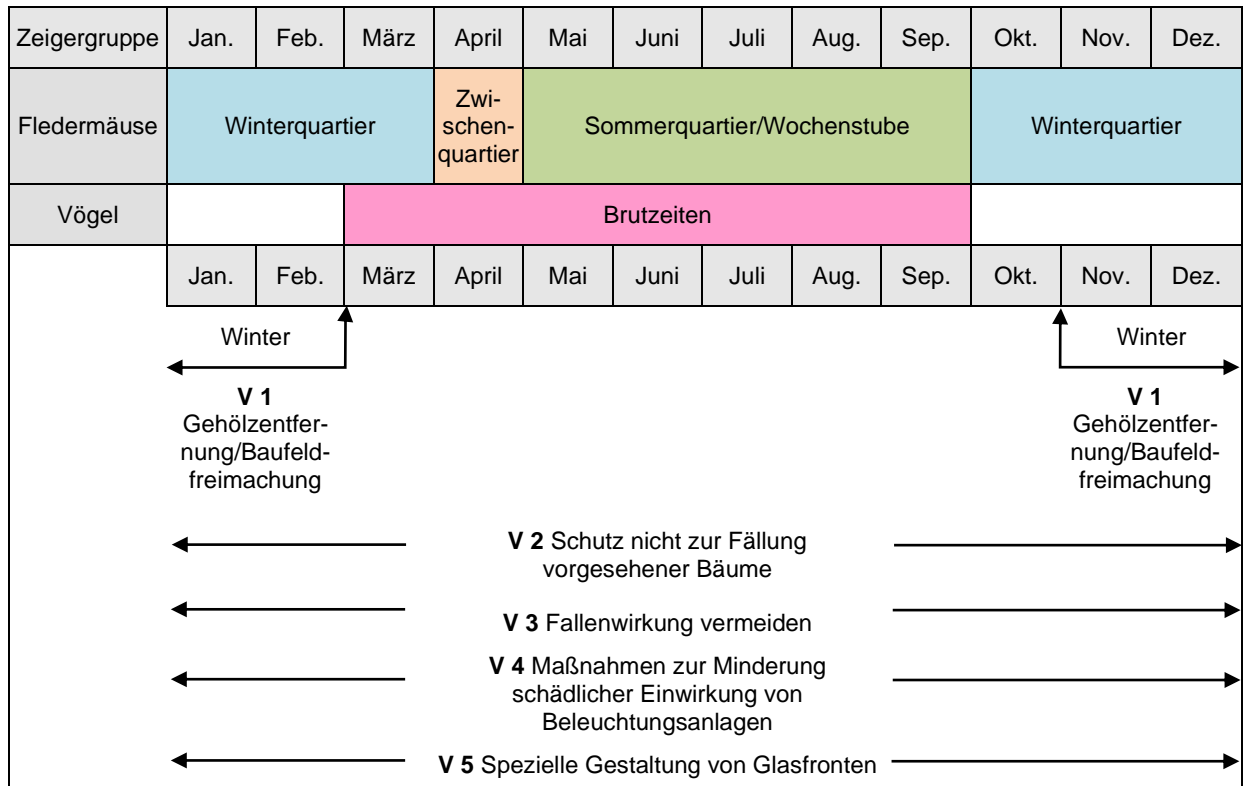 Zeigergruppe Jan. Feb. März April Mai Juni Juli Aug. Sep. Okt. Nov. Dez.
Fledermäuse
Winterquartier
Zwi-
schen-
quartier
Sommerquartier/Wochenstube
Winterquartier
Vögel
Brutzeiten
Jan. Feb. März April Mai Juni Juli Aug. Sep. Okt. Nov. Dez.
Winter
V 1
Gehölzentfer-
nung/Baufeld-
freimachung
Winter
V 1
Gehölzentfer-
nung/Baufeld-
freimachung
V 2 Schutz nicht zur Fällung
vorgesehener Bäume
V 3 Fallenwirkung vermeiden
V 4 Maßnahmen zur Minderung
schädlicher Einwirkung von
Beleuchtungsanlagen
V 5 Spezielle Gestaltung von Glasfronten